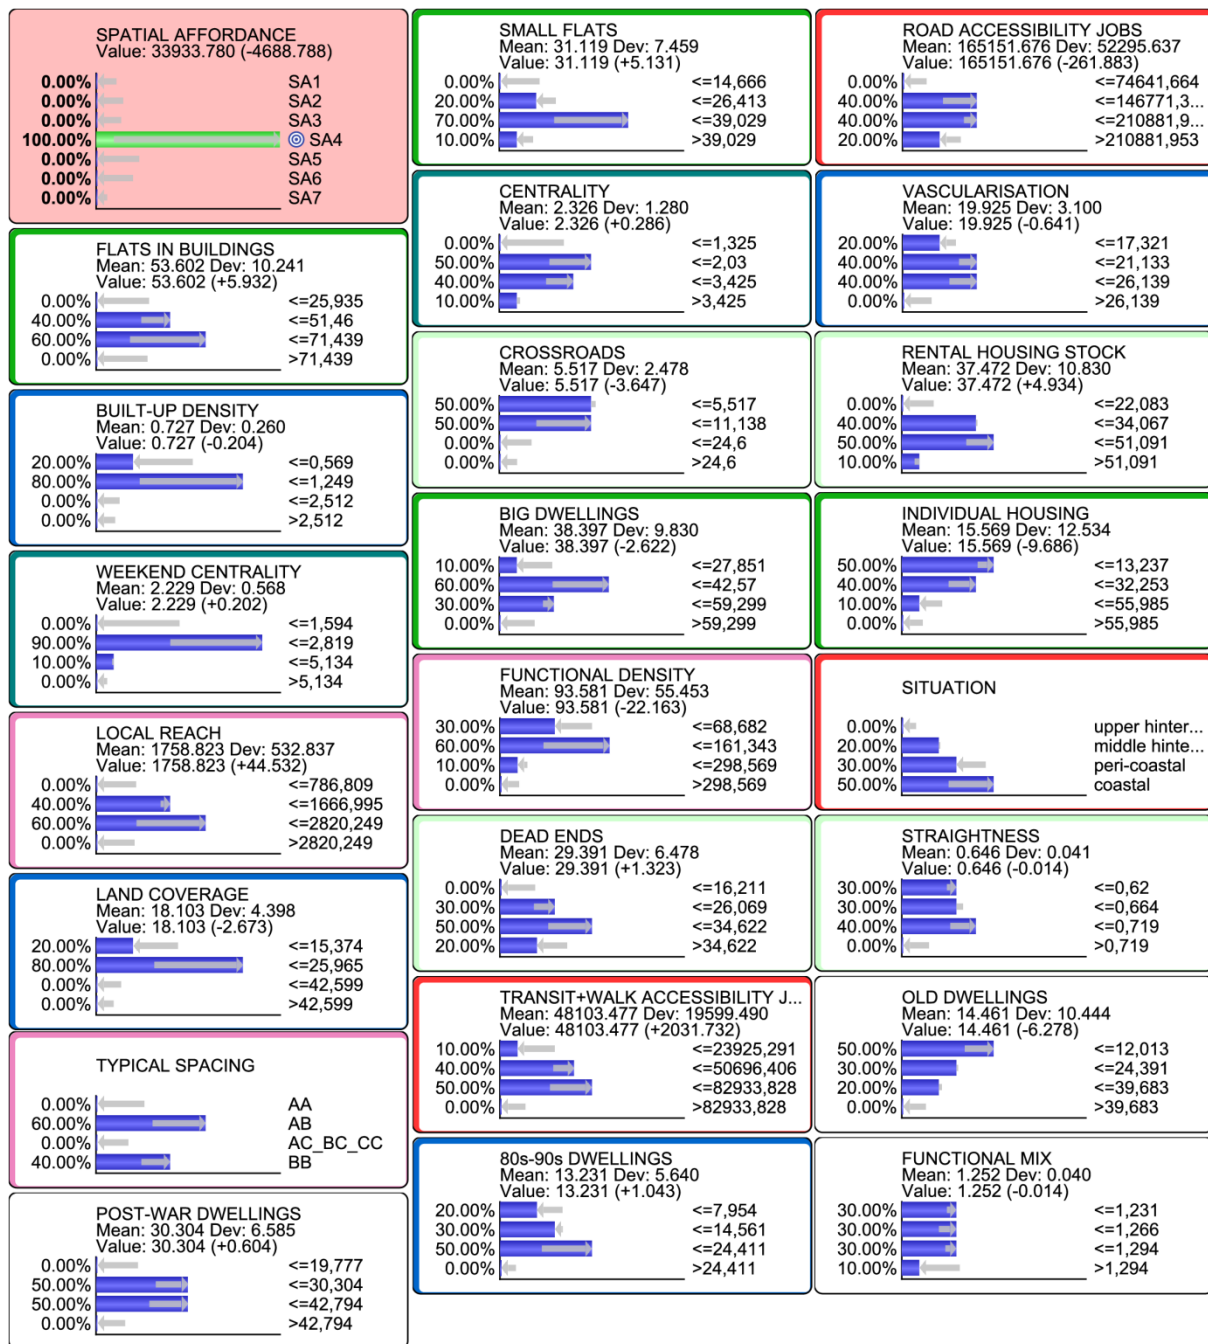 SPATIAL AFFORDANCE
Value: 33933.780 (-4688.788)
0.00% SA1
0.00% SA2
0.00% SA3
100.00% SA4
0.00% SA5
0.00% SA6
0.00% SA7
FLATS IN BUILDINGS
Mean: 53.602 Dev: 10.241
Value: 53.602 (+5.932)
0.00% <=25,935
40.00% <=51,46
60.00% <=71,439
0.00% >71,439
BUILT-UP DENSITY
Mean: 0.727 Dev: 0.260
Value: 0.727 (-0.204)
20.00% <=0,569
80.00% <=1,249
0.00% <=2,512
0.00% >2,512
WEEKEND CENTRALITY
Mean: 2.229 Dev: 0.568
Value: 2.229 (+0.202)
0.00% <=1,594
90.00% <=2,819
10.00% <=5,134
0.00% >5,134
LOCAL REACH
Mean: 1758.823 Dev: 532.837
Value: 1758.823 (+44.532)
0.00% <=786,809
40.00% <=1666,995
60.00% <=2820,249
0.00% >2820,249
LAND COVERAGE
Mean: 18.103 Dev: 4.398
Value: 18.103 (-2.673)
20.00% <=15,374
80.00% <=25,965
0.00% <=42,599
0.00% >42,599
TYPICAL SPACING
0.00% AA
60.00% AB
0.00% AC_BC_CC
40.00% BB
POST-WAR DWELLINGS
Mean: 30.304 Dev: 6.585
Value: 30.304 (+0.604)
0.00% <=19,777
50.00% <=30,304
50.00% <=42,794
0.00% >42,794
SMALL FLATS
Mean: 31.119 Dev: 7.459
Value: 31.119 (+5.131)
0.00% <=14,666
20.00% <=26,413
70.00% <=39,029
10.00% >39,029
CENTRALITY
Mean: 2.326 Dev: 1.280
Value: 2.326 (+0.286)
0.00% <=1,325
50.00% <=2,03
40.00% <=3,425
10.00% >3,425
CROSSROADS
Mean: 5.517 Dev: 2.478
Value: 5.517 (-3.647)
50.00% <=5,517
50.00% <=11,138
0.00% <=24,6
0.00% >24,6
BIG DWELLINGS
Mean: 38.397 Dev: 9.830
Value: 38.397 (-2.622)
10.00% <=27,851
60.00% <=42,57
30.00% <=59,299
0.00% >59,299
FUNCTIONAL DENSITY
Mean: 93.581 Dev: 55.453
Value: 93.581 (-22.163)
30.00% <=68,682
60.00% <=161,343
10.00% <=298,569
0.00% >298,569
DEAD ENDS
Mean: 29.391 Dev: 6.478
Value: 29.391 (+1.323)
0.00% <=16,211
30.00% <=26,069
50.00% <=34,622
20.00% >34,622
TRANSIT+WALK ACCESSIBILITY J...
Mean: 48103.477 Dev: 19599.490
Value: 48103.477 (+2031.732)
10.00% <=23925,291
40.00% <=50696,406
50.00% <=82933,828
0.00% >82933,828
80s-90s DWELLINGS
Mean: 13.231 Dev: 5.640
Value: 13.231 (+1.043)
20.00% <=7,954
30.00% <=14,561
50.00% <=24,411
0.00% >24,411
ROAD ACCESSIBILITY JOBS
Mean: 165151.676 Dev: 52295.637
Value: 165151.676 (-261.883)
0.00% <=74641,664
40.00% <=146771,3...
40.00% <=210881,9...
20.00% >210881,953
VASCULARISATION
Mean: 19.925 Dev: 3.100
Value: 19.925 (-0.641)
20.00% <=17,321
40.00% <=21,133
40.00% <=26,139
0.00% >26,139
RENTAL HOUSING STOCK
Mean: 37.472 Dev: 10.830
Value: 37.472 (+4.934)
0.00% <=22,083
40.00% <=34,067
50.00% <=51,091
10.00% >51,091
INDIVIDUAL HOUSING
Mean: 15.569 Dev: 12.534
Value: 15.569 (-9.686)
50.00% <=13,237
40.00% <=32,253
10.00% <=55,985
0.00% >55,985
SITUATION
0.00% upper hinter...
20.00% middle hinte...
30.00% peri-coastal
50.00% coastal
STRAIGHTNESS
Mean: 0.646 Dev: 0.041
Value: 0.646 (-0.014)
30.00% <=0,62
30.00% <=0,664
40.00% <=0,719
0.00% >0,719
OLD DWELLINGS
Mean: 14.461 Dev: 10.444
Value: 14.461 (-6.278)
50.00% <=12,013
30.00% <=24,391
20.00% <=39,683
0.00% >39,683
FUNCTIONAL MIX
Mean: 1.252 Dev: 0.040
Value: 1.252 (-0.014)
30.00% <=1,231
30.00% <=1,266
30.00% <=1,294
10.00% >1,294